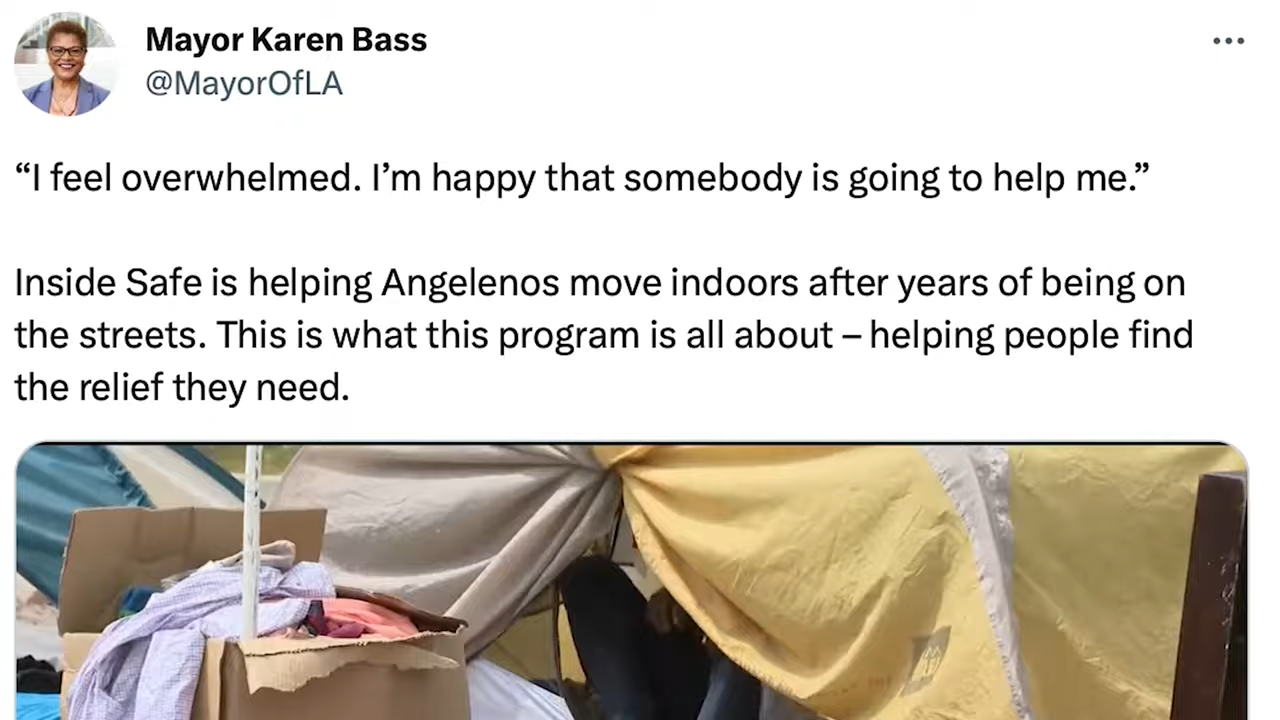 Mayor Karen Bass
@MayorOfLA
“I feel overwhelmed. I’m happy that somebody is going to help me.”
Inside Safe is helping Angelenos move indoors after years of being on
the streets. This is what this program is all about – helping people find
the relief they need.